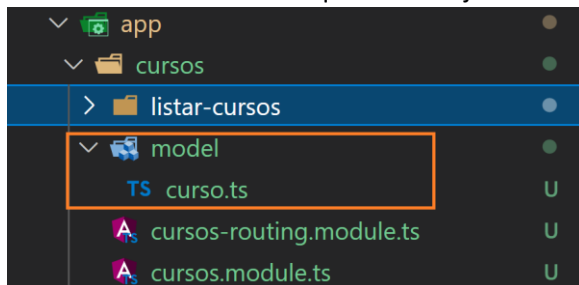 app
cursos
listar-cursos
model
TS curso.ts
U
cursos-routing.module.ts
U
cursos.module.ts
U